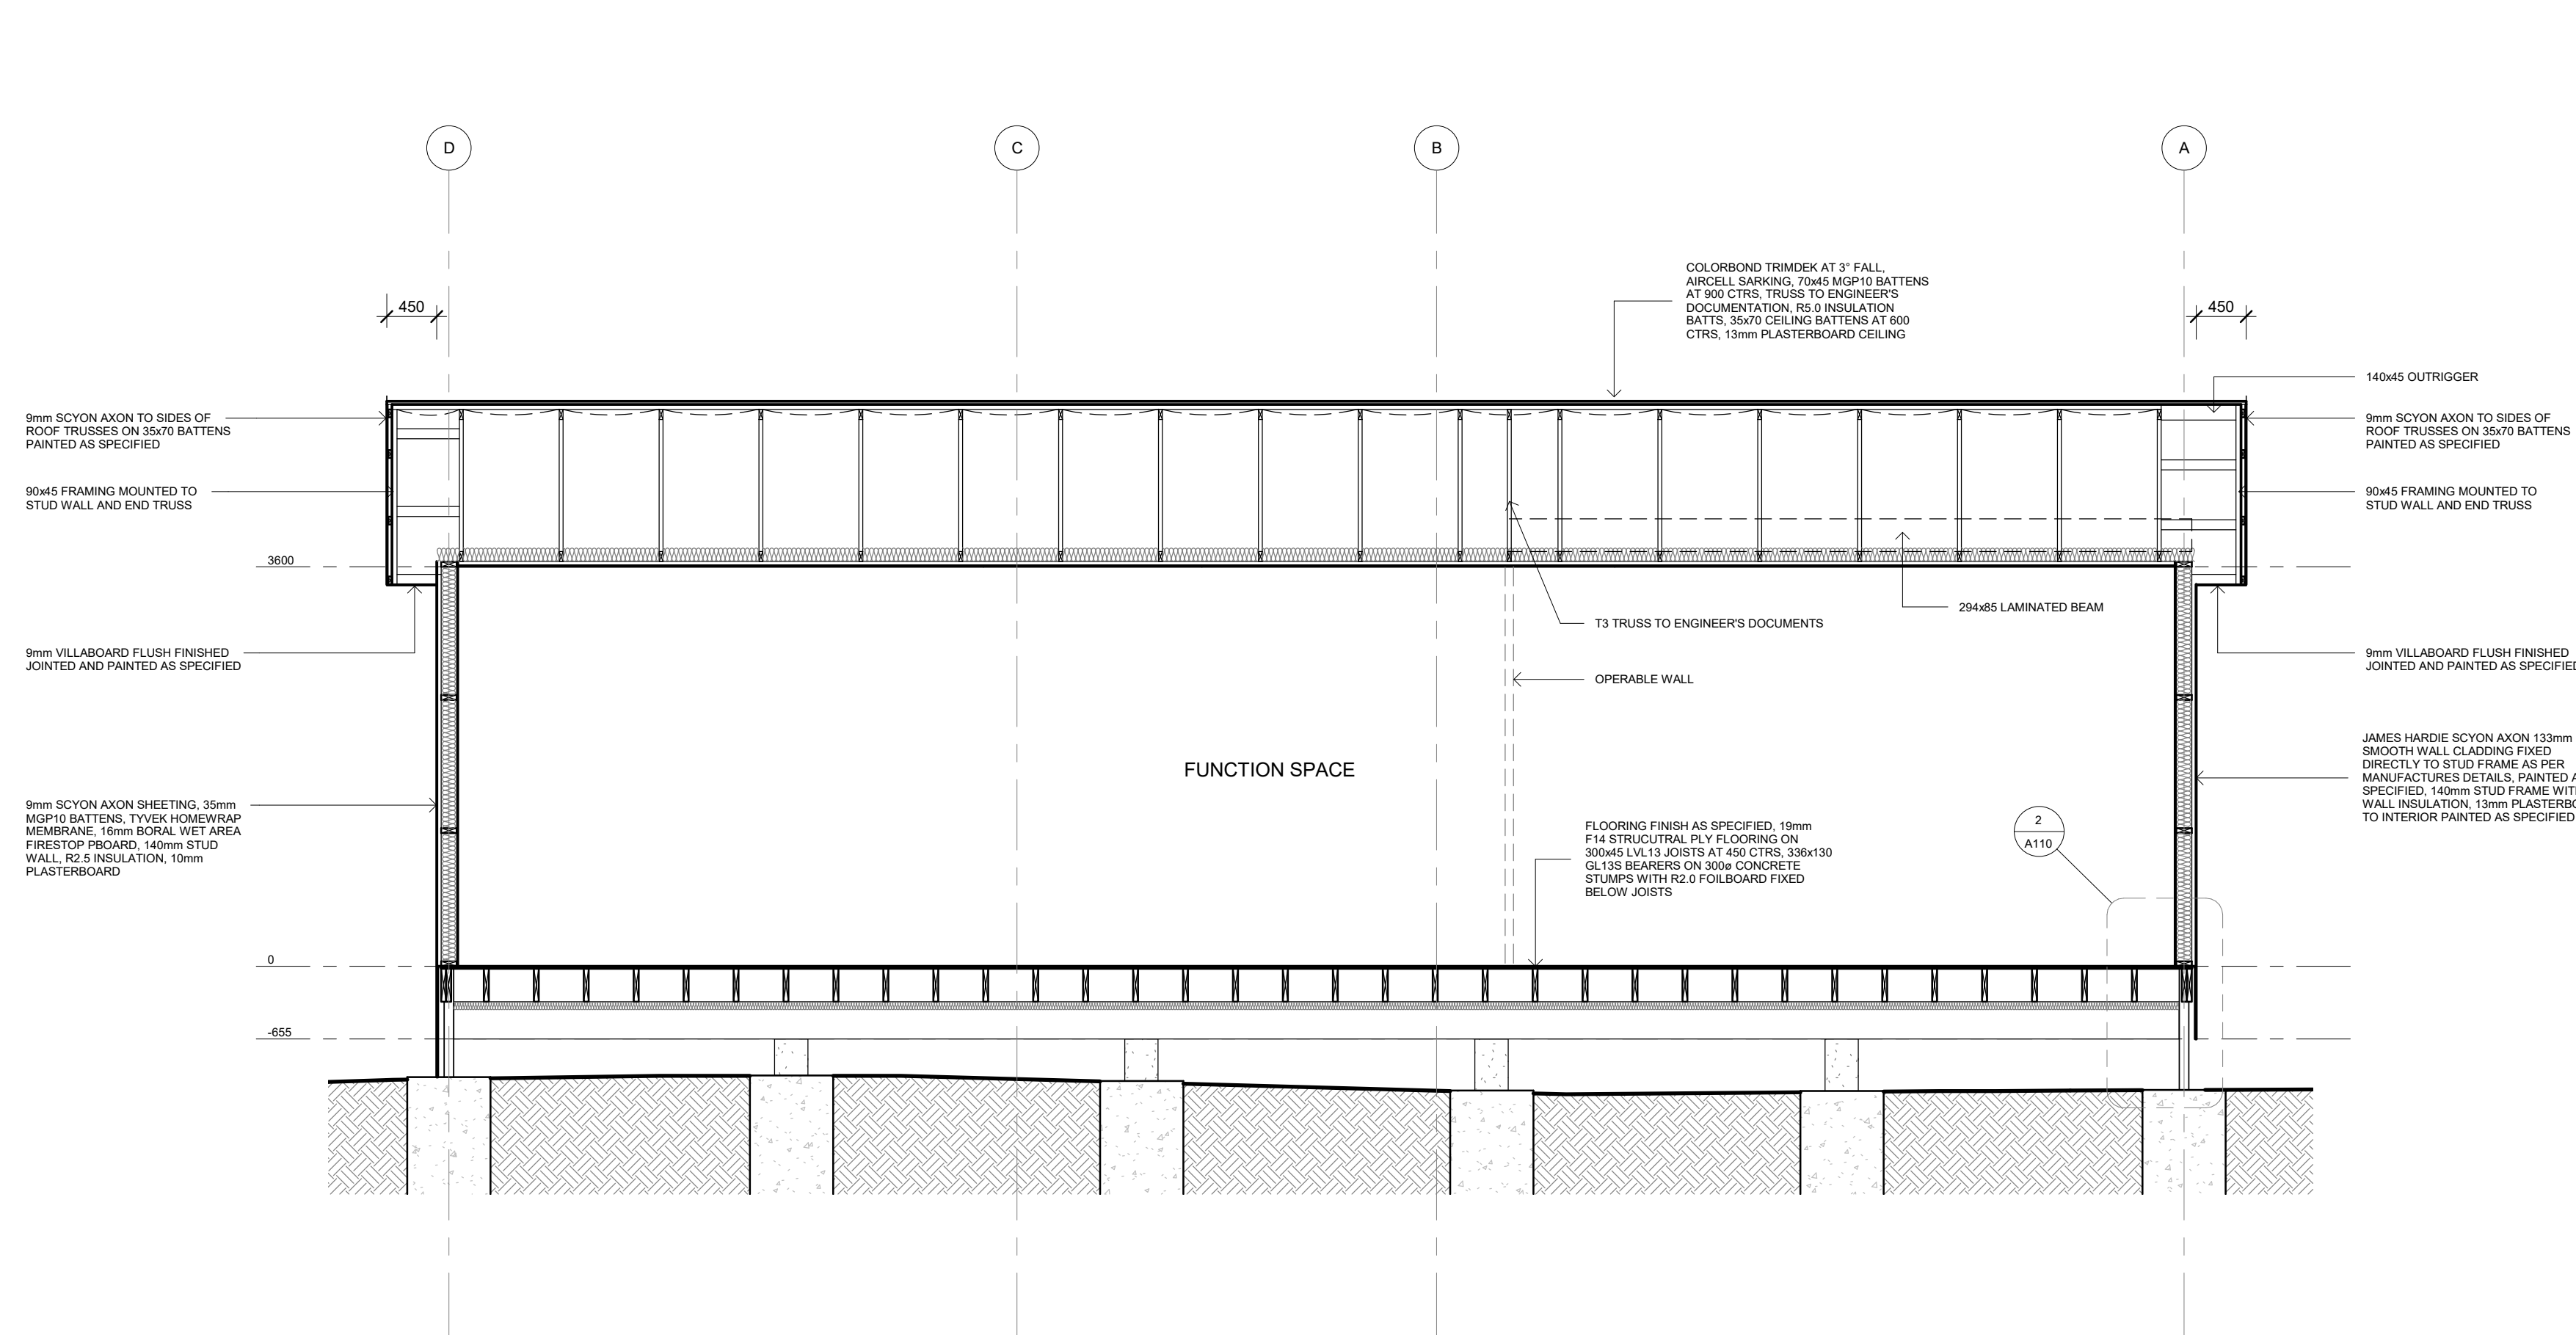 D
C
B
A
COLORBOND TRIMDEK AT 3° FALL,
AIRCELL SARKING, 70x45 MGP10 BATTENS
AT 900 CTRS, TRUSS TO ENGINEER'S
DOCUMENTATION, R5.0 INSULATION
BATTS, 35x70 CEILING BATTENS AT 600
CTRS, 13mm PLASTERBOARD CEILING
450
450
140x45 OUTRIGGER
9mm SCYON AXON TO SIDES OF
ROOF TRUSSES ON 35x70 BATTENS
PAINTED AS SPECIFIED
9mm SCYON AXON TO SIDES OF
ROOF TRUSSES ON 35x70 BATTENS
PAINTED AS SPECIFIED
90x45 FRAMING MOUNTED TO
STUD WALL AND END TRUSS
90x45 FRAMING MOUNTED TO
STUD WALL AND END TRUSS
3600
294x85 LAMINATED BEAM
T3 TRUSS TO ENGINEER'S DOCUMENTS
9mm VILLABOARD FLUSH FINISHED
JOINTED AND PAINTED AS SPECIFIED
9mm VILLABOARD FLUSH FINISHED
JOINTED AND PAINTED AS SPECIFIE
OPERABLE WALL
FUNCTION SPACE
JAMES HARDIE SCYON AXON 133mm
SMOOTH WALL CLADDING FIXED
DIRECTLY TO STUD FRAME AS PER
MANUFACTURES DETAILS, PAINTED A
SPECIFIED, 140mm STUD FRAME WIT
WALL INSULATION, 13mm PLASTERBO
TO INTERIOR PAINTED AS SPECIFIED
9mm SCYON AXON SHEETING, 35mm
MGP10 BATTENS, TYVEK HOMEWRAP
MEMBRANE, 16mm BORAL WET AREA
FIRESTOP PBOARD, 140mm STUD
WALL, R2.5 INSULATION, 10mm
PLASTERBOARD
FLOORING FINISH AS SPECIFIED, 19mm
F14 STRUCUTRAL PLY FLOORING ON
300x45 LVL13 JOISTS AT 450 CTRS, 336x130
GL13S BEARERS ON 300ø CONCRETE
STUMPS WITH R2.0 FOILBOARD FIXED
BELOW JOISTS
2
A110
0
-655